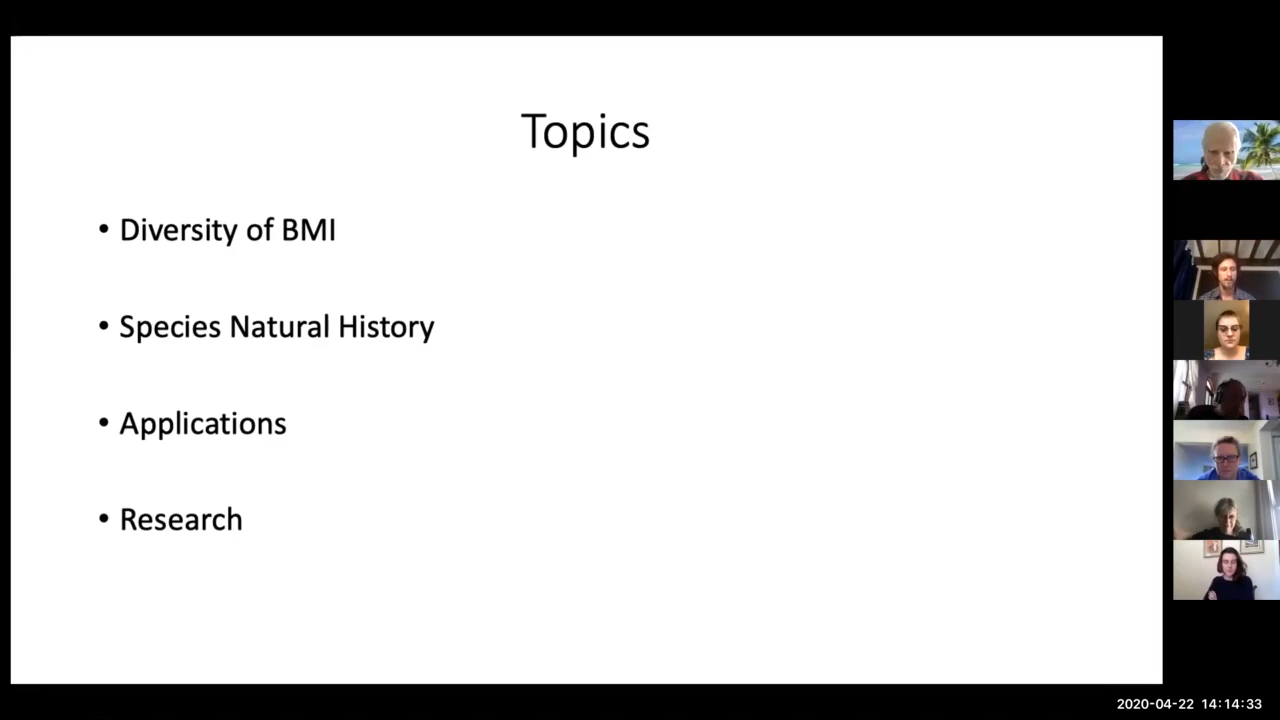 Topics
• Diversity of BMI
• Species Natural History
• Applications
• Research
2020-04-22 14:14:33